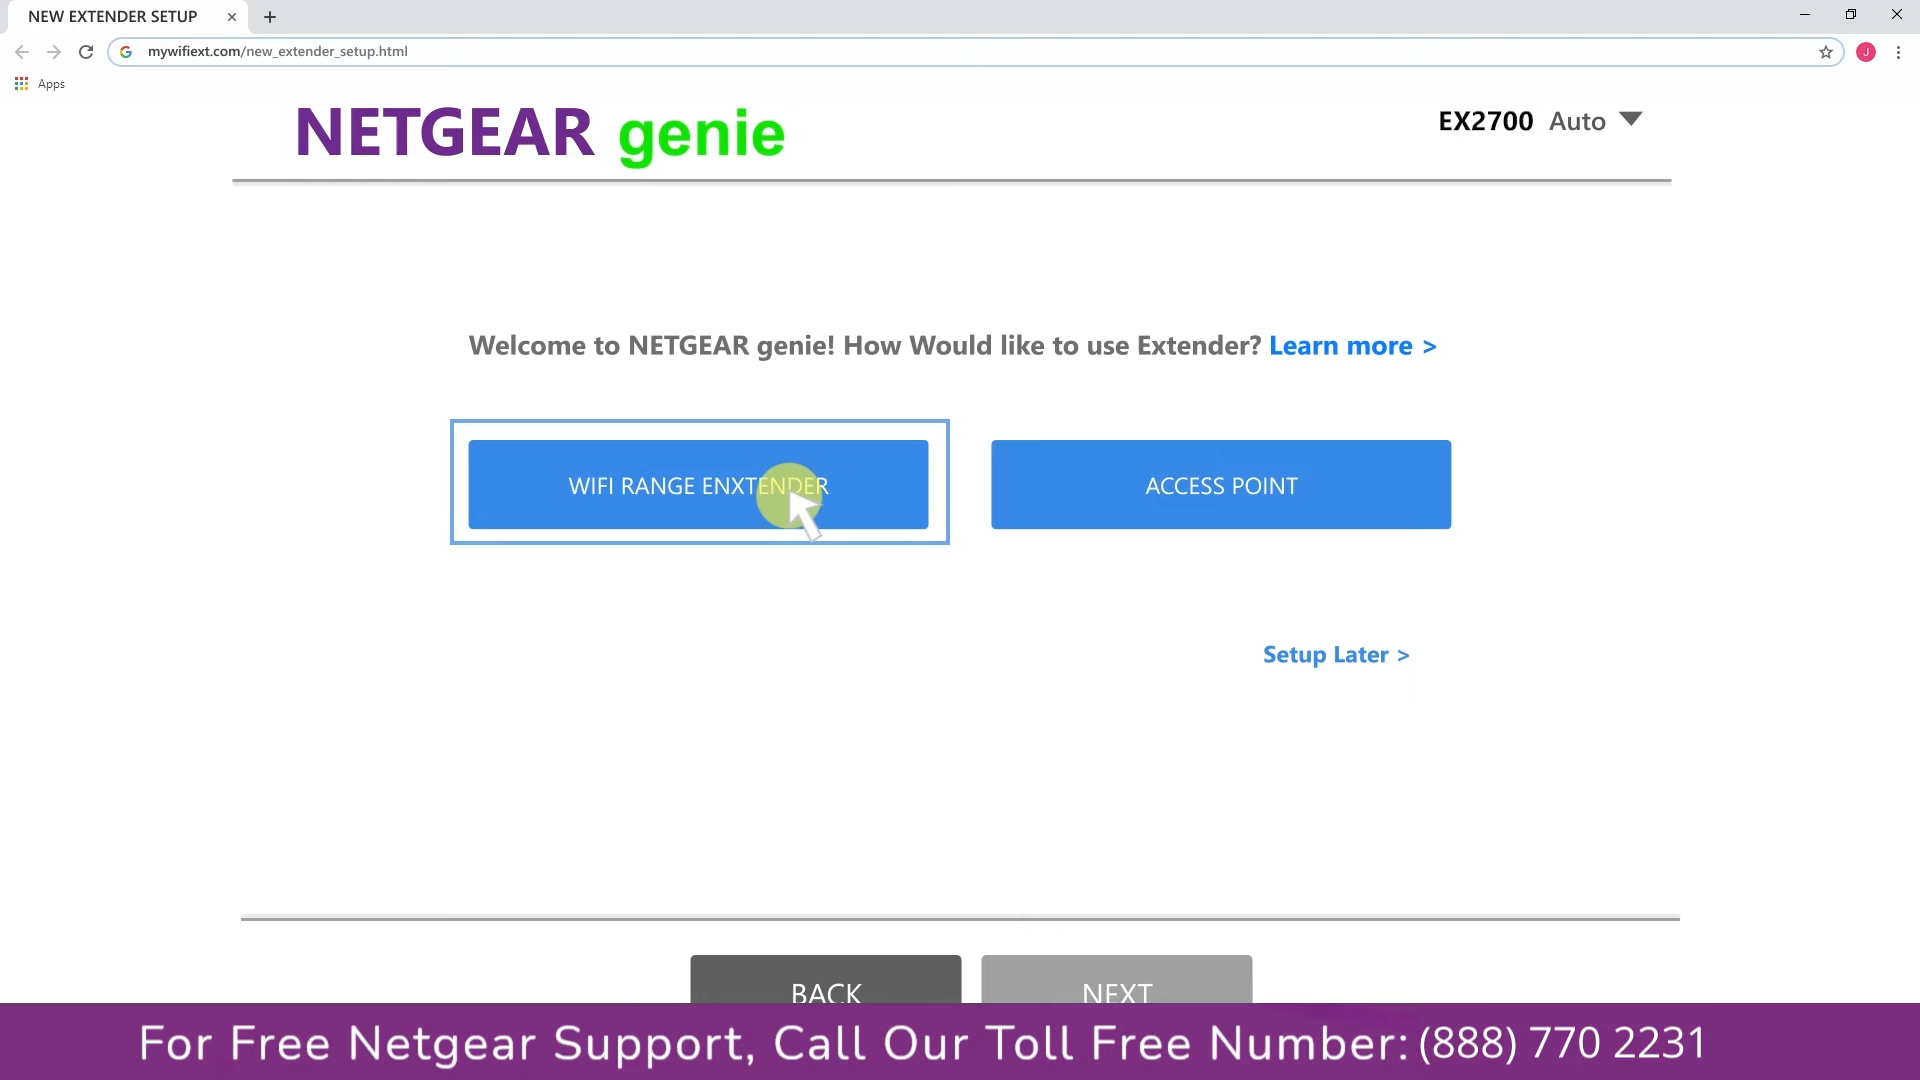 NEW EXTENDER SETUP
mywifiext.com/new_extender_setup.html
J
Apps
NETGEAR genie
EX2700 Auto
Welcome to NETGEAR genie! How Would like to use Extender? Learn more >
WIFI RANGE ENXTENDER
ACCESS POINT
Setup Later >
BACK
NEXT
For Free Netgear Support, Call Our Toll Free Number: (888) 770 2231